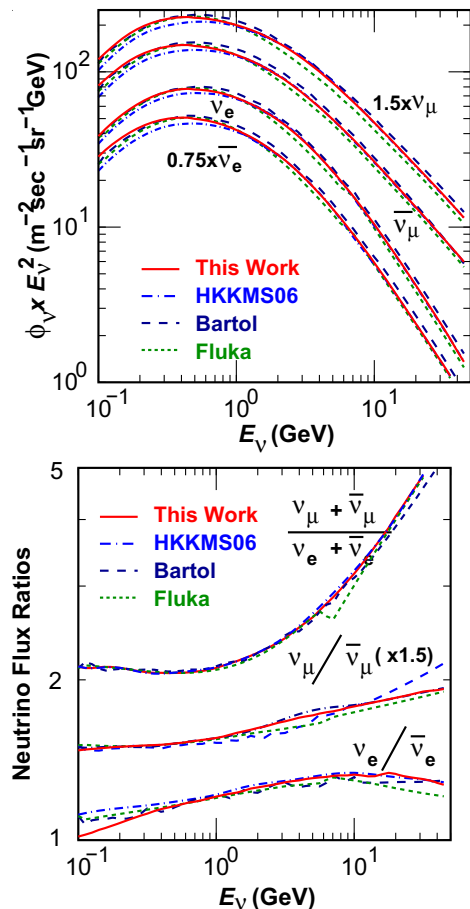 10²
10¹
10⁰
ϕν x Eν² (m⁻²sec⁻¹sr⁻¹GeV)
1.5xνμ
νe
0.75xν̅e
ν̅μ
This Work
HKKMS06
Bartol
Fluka
10⁻¹ 10⁰ 10¹
Eν (GeV)
5
2
1
Neutrino Flux Ratios
This Work
HKKMS06
Bartol
Fluka
νμ + ν̅μ
νe + ν̅e
νμ / ν̅μ ( x1.5)
νe / ν̅e
10⁻¹ 10⁰ 10¹
Eν (GeV)